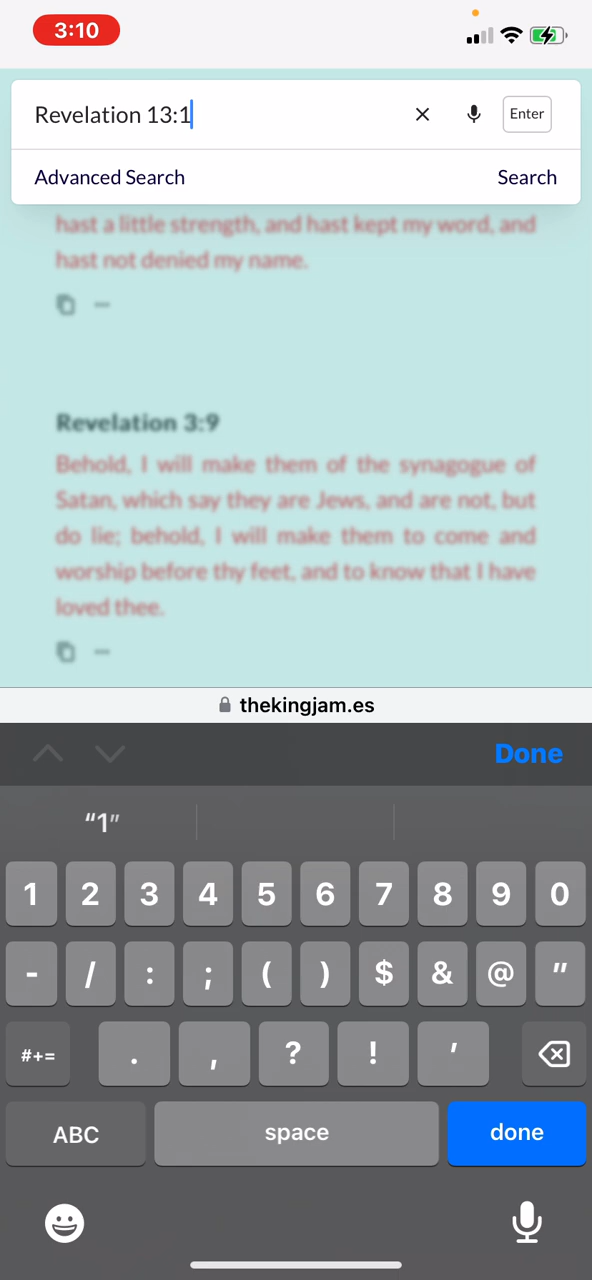 3:10
Revelation 13:1
Enter
Advanced Search
Search
hast a little strength, and hast kept my word, and
hast not denied my name.
Revelation 3:9
Behold, I will make them of the synagogue of
Satan, which say they are Jews, and are not, but
do lie; behold, I will make them to come and
worship before thy feet, and to know that I have
loved thee.
thekingjam.es
Done
“1”
1 2 3 4 5 6 7 8 9 0
- / : ; ( ) $ & @ "
#+= . , ? ! '
ABC space done